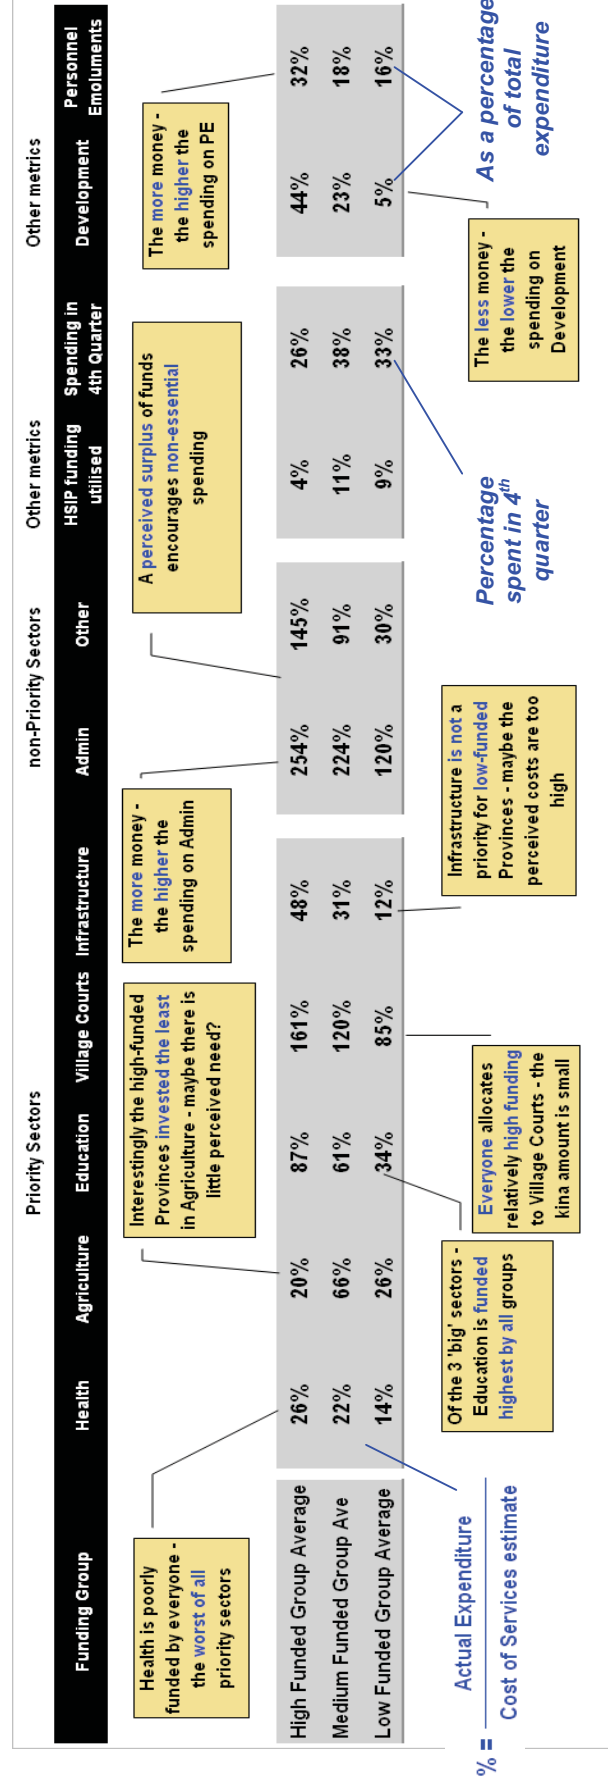 Priority Sectors
non-Priority Sectors
Other metrics
Other metrics
Funding Group
Health
Agriculture
Education
Village Courts
Infrastructure
Admin
Other
HSIP funding
utilised
Spending in
4th Quarter
Development
Personnel
Emoluments
Health is poorly
funded by everyone -
the worst of all
priority sectors
Interestingly the high-funded
Provinces invested the least
in Agriculture - maybe there is
little perceived need?
The more money -
the higher the
spending on Admin
A perceived surplus of funds
encourages non-essential
spending
The more money -
the higher the
spending on PE
High Funded Group Average 26% 20% 87% 161% 48% 254% 145% 4% 26% 44% 32%
Medium Funded Group Ave 22% 66% 61% 120% 31% 224% 91% 11% 38% 23% 18%
Low Funded Group Average 14% 26% 34% 85% 12% 120% 30% 9% 33% 5% 16%
% =
Actual Expenditure
Cost of Services estimate
Of the 3 'big' sectors -
Education is funded
highest by all groups
Everyone allocates
relatively high funding
to Village Courts - the
kina amount is small
Infrastructure is not a
priority for low-funded
Provinces - maybe the
perceived costs are too
high
Percentage
spent in 4th
quarter
The less money -
the lower the
spending on
Development
As a percentage
of total
expenditure